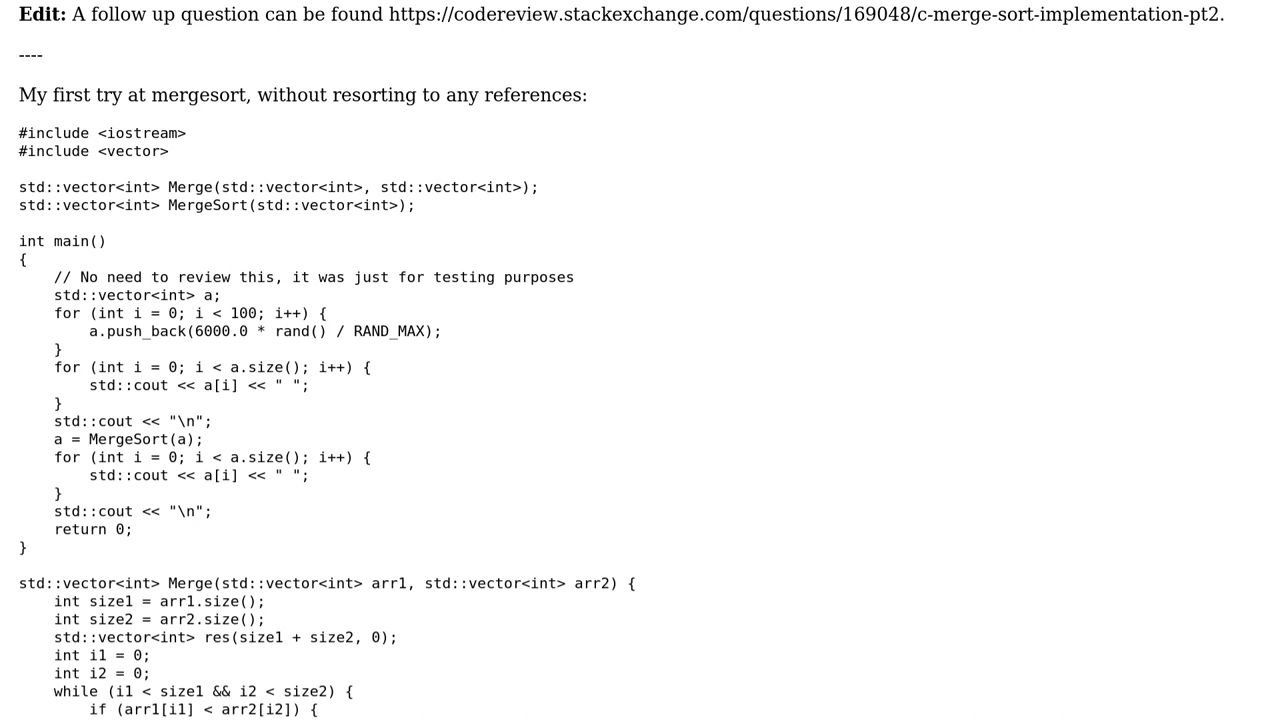 Edit: A follow up question can be found https://codereview.stackexchange.com/questions/169048/c-merge-sort-implementation-pt2.
----
My first try at mergesort, without resorting to any references:
#include <iostream>
#include <vector>
std::vector<int> Merge(std::vector<int>, std::vector<int>);
std::vector<int> MergeSort(std::vector<int>);
int main()
{
    // No need to review this, it was just for testing purposes
    std::vector<int> a;
    for (int i = 0; i < 100; i++) {
        a.push_back(6000.0 * rand() / RAND_MAX);
    }
    for (int i = 0; i < a.size(); i++) {
        std::cout << a[i] << " ";
    }
    std::cout << "\n";
    a = MergeSort(a);
    for (int i = 0; i < a.size(); i++) {
        std::cout << a[i] << " ";
    }
    std::cout << "\n";
    return 0;
}
std::vector<int> Merge(std::vector<int> arr1, std::vector<int> arr2) {
    int size1 = arr1.size();
    int size2 = arr2.size();
    std::vector<int> res(size1 + size2, 0);
    int i1 = 0;
    int i2 = 0;
    while (i1 < size1 && i2 < size2) {
        if (arr1[i1] < arr2[i2]) {